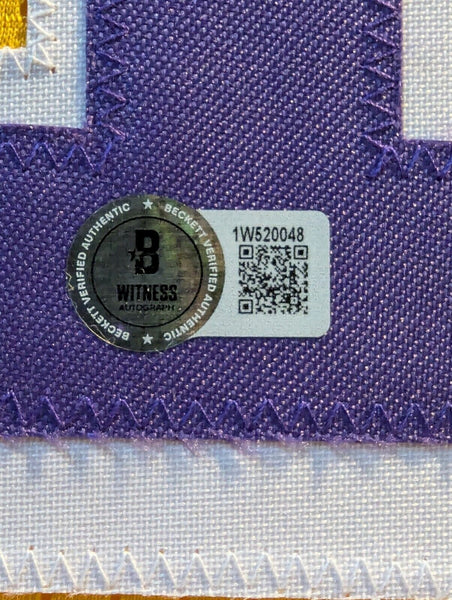 BECKETT VERIFIED AUTHENTIC
★
BECKETT VERIFIED AUTHENTIC
★
B
WITNESS
AUTOGRAPH
1W520048